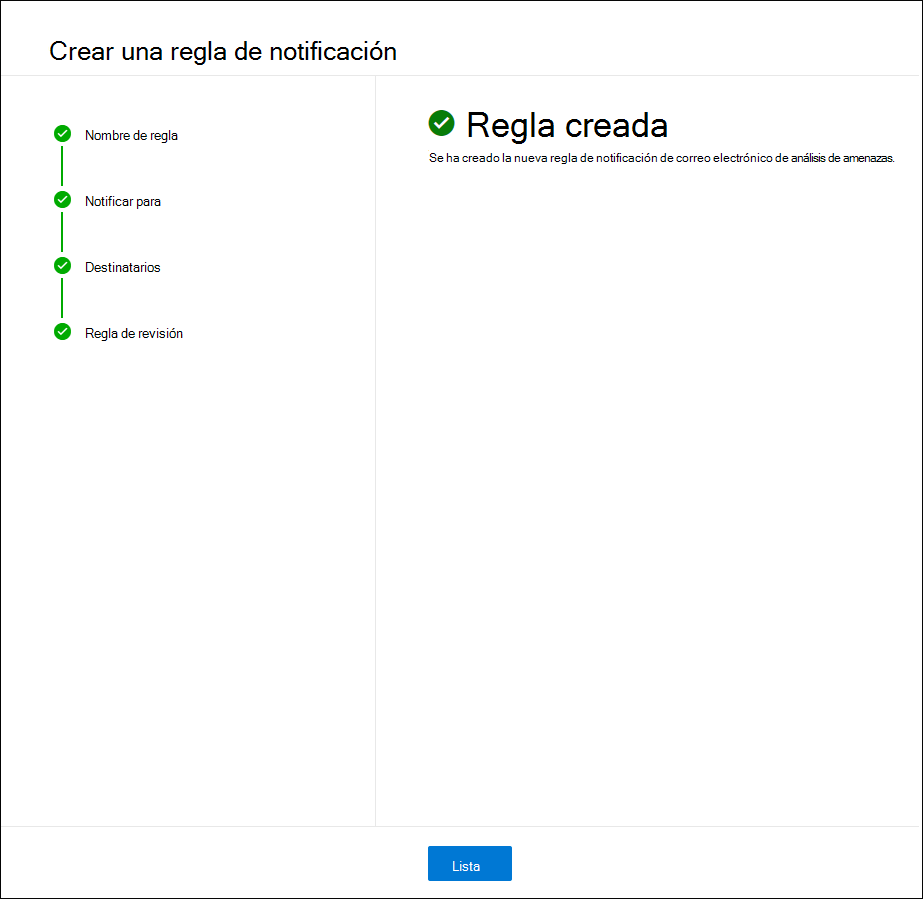 Crear una regla de notificación
Nombre de regla
Notificar para
Destinatarios
Regla de revisión
Regla creada
Se ha creado la nueva regla de notificación de correo electrónico de análisis de amenazas.
Lista